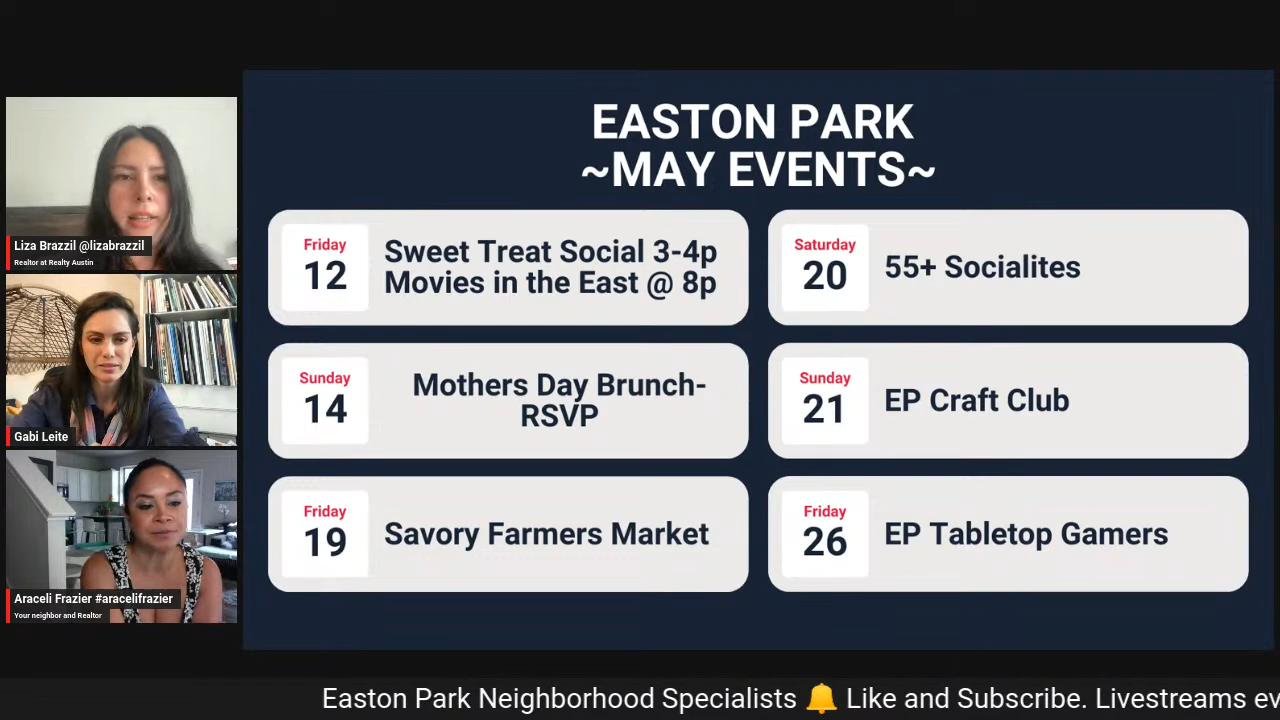 EASTON PARK
~MAY EVENTS~
Friday
12
Sweet Treat Social 3-4p
Movies in the East @ 8p
Saturday
20
55+ Socialites
Sunday
14
Mothers Day Brunch-
RSVP
Sunday
21
EP Craft Club
Friday
19
Savory Farmers Market
Friday
26
EP Tabletop Gamers
Liza Brazzil @lizabrazzil
Realtor at Realty Austin
Gabi Leite
Araceli Frazier #aracelifrazier
Your neighbor and Realtor
Easton Park Neighborhood Specialists 🔔 Like and Subscribe. Livestreams ev